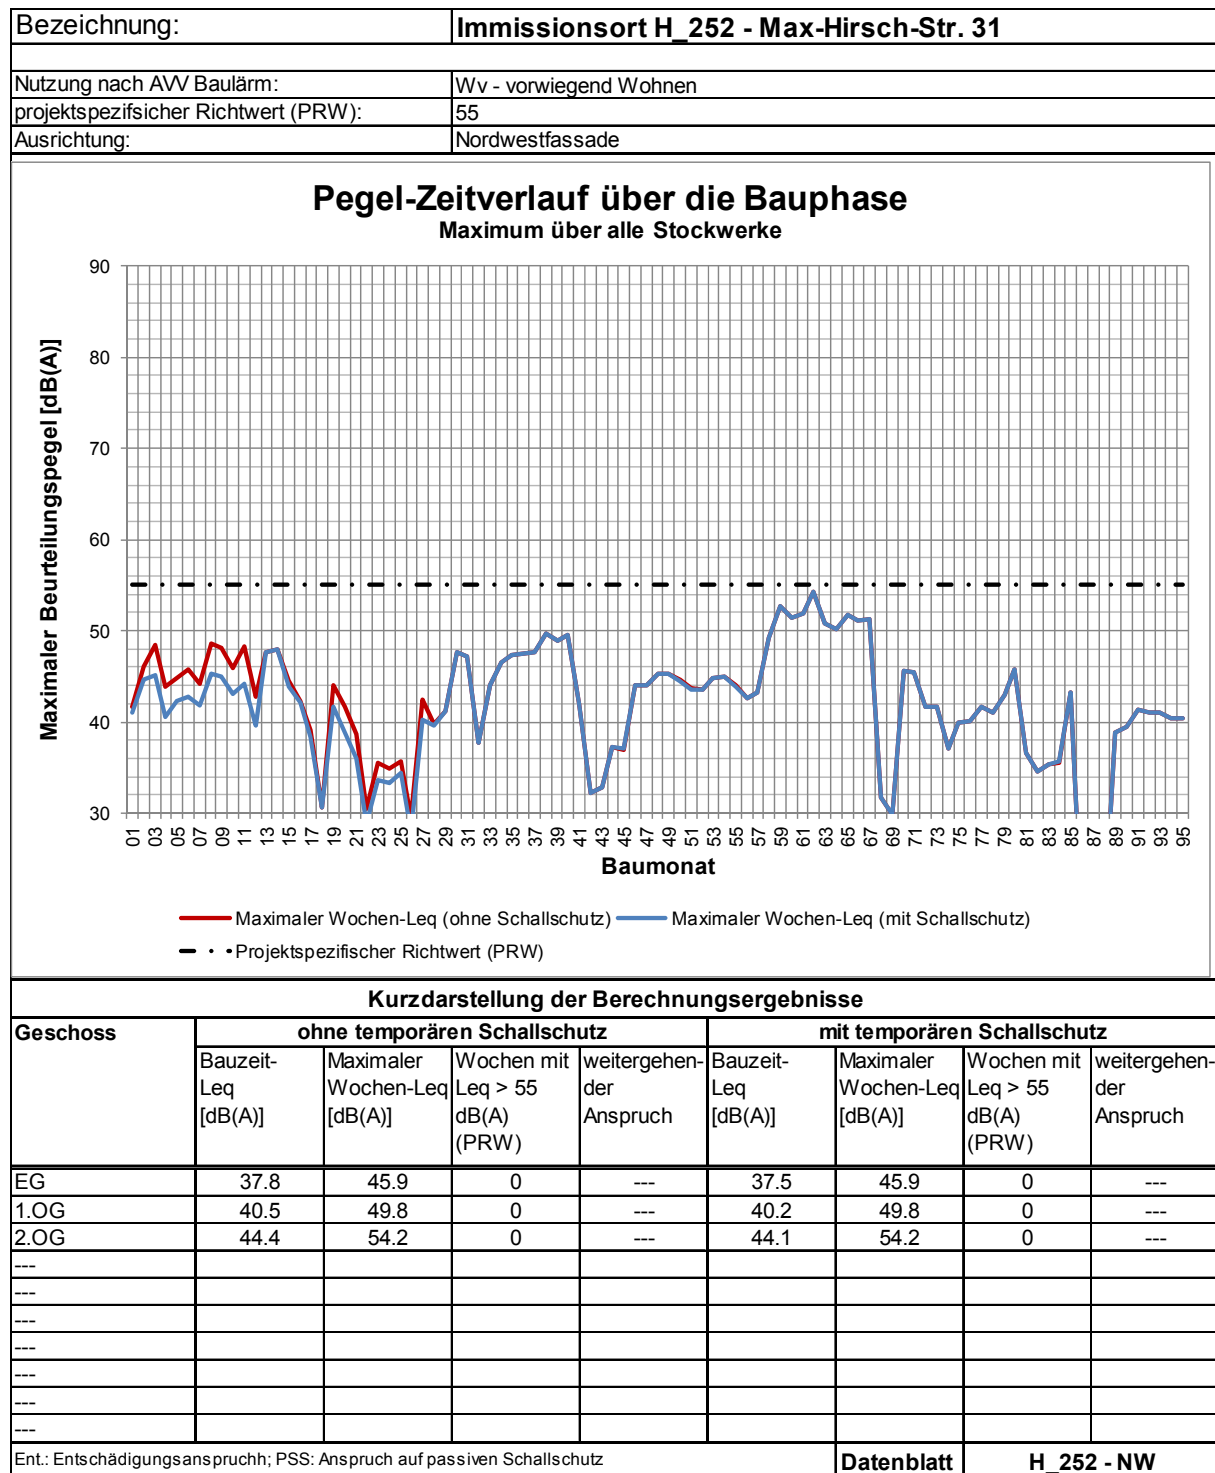 Bezeichnung: Immissionsort H_252 - Max-Hirsch-Str. 31
Nutzung nach AVV Baulärm: Wv - vorwiegend Wohnen
projektspezifsicher Richtwert (PRW): 55
Ausrichtung: Nordwestfassade
Pegel-Zeitverlauf über die Bauphase
Maximum über alle Stockwerke
Maximaler Beurteilungspegel [dB(A)]
90
80
70
60
50
40
30
01 03 05 07 09 11 13 15 17 19 21 23 25 27 29 31 33 35 37 39 41 43 45 47 49 51 53 55 57 59 61 63 65 67 69 71 73 75 77 79 81 83 85 87 89 91 93 95
Baumonat
Maximaler Wochen-Leq (ohne Schallschutz) Maximaler Wochen-Leq (mit Schallschutz)
Projektspezifischer Richtwert (PRW)
Kurzdarstellung der Berechnungsergebnisse
Geschoss ohne temporären Schallschutz mit temporären Schallschutz
Bauzeit- Maximaler Wochen mit weitergehen- Bauzeit- Maximaler Wochen mit weitergehen-
Leq Wochen-Leq Leq > 55 der Leq Wochen-Leq Leq > 55 der
[dB(A)] [dB(A)] dB(A) Anspruch [dB(A)] [dB(A)] dB(A) Anspruch
(PRW) (PRW)
EG 37.8 45.9 0 --- 37.5 45.9 0 ---
1.OG 40.5 49.8 0 --- 40.2 49.8 0 ---
2.OG 44.4 54.2 0 --- 44.1 54.2 0 ---
---
---
---
---
---
---
---
Ent.: Entschädigungsanspruchh; PSS: Anspruch auf passiven Schallschutz Datenblatt H_252 - NW